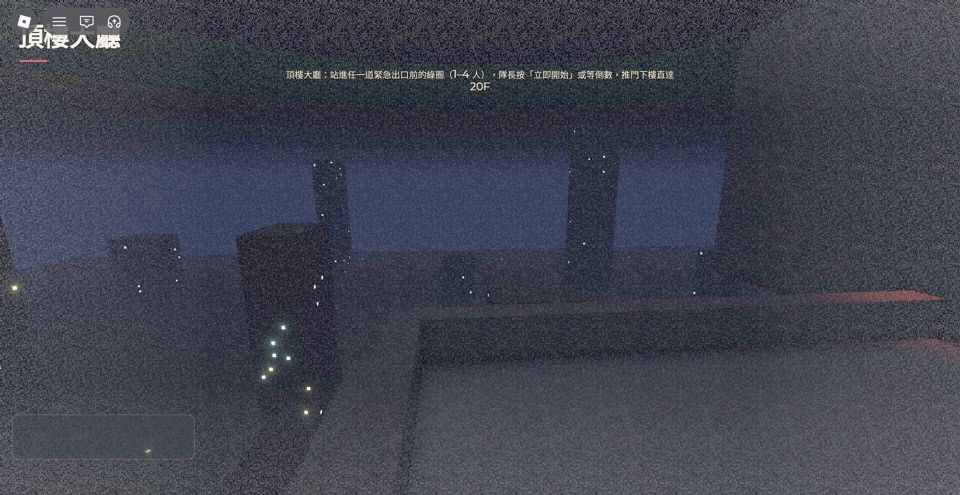 頂樓大廳
頂樓大廳：站進任一道緊急出口前的綠圈（1–4 人），隊長按「立即開始」或等倒數，推門下樓直達
20F